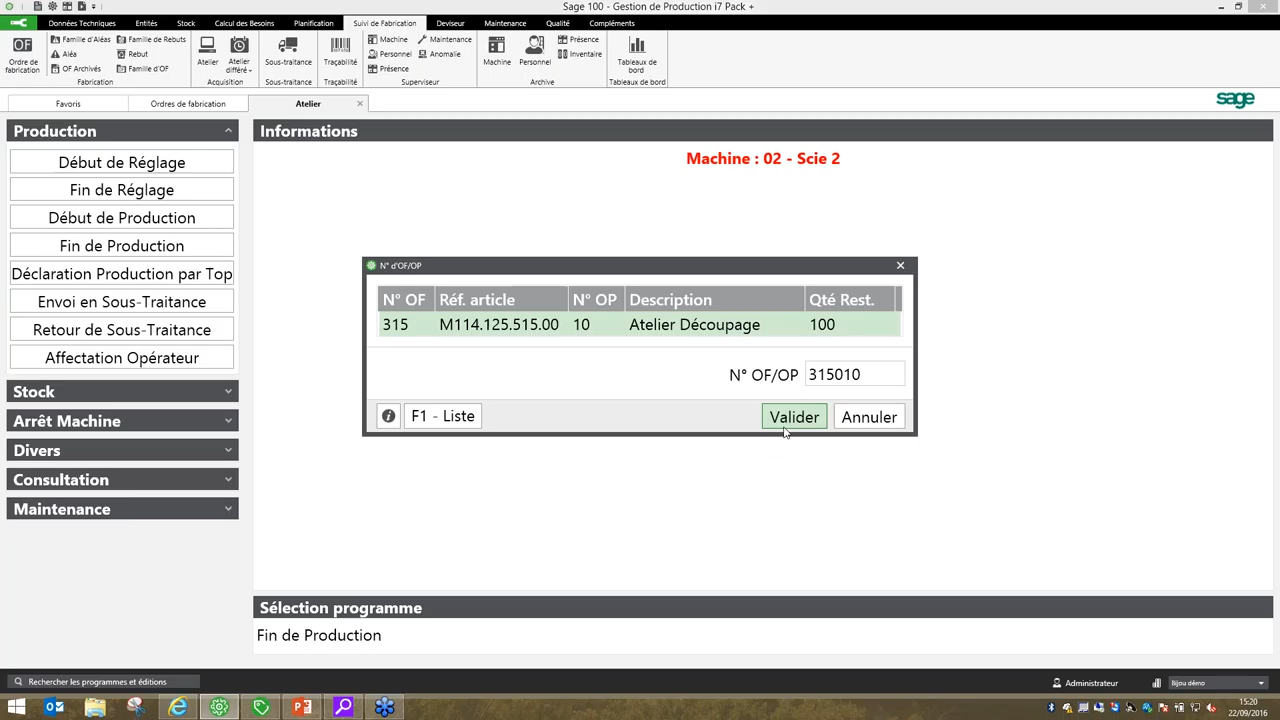 Sage 100 - Gestion de Production i7 Pack +
Données Techniques Entités Stock Calcul des Besoins Planification Suivi de Fabrication Deviseur Maintenance Qualité Compléments
OF
Ordre de fabrication
Famille d'Aléas
Aléa
OF Archivés
Famille de Rebuts
Rebut
Famille d'OF
Atelier
Atelier différé
Sous-traitance
Traçabilité
Machine
Personnel
Présence
Maintenance
Anomalie
Machine
Personnel
Présence
Inventaire
Tableaux de bord
Fabrication Acquisition Sous-traitance Traçabilité Superviseur Archive Tableaux de bord
Favoris Ordres de fabrication Atelier
sage
Production
Début de Réglage
Fin de Réglage
Début de Production
Fin de Production
Déclaration Production par Top
Envoi en Sous-Traitance
Retour de Sous-Traitance
Affectation Opérateur
Stock
Arrêt Machine
Divers
Consultation
Maintenance
Informations
Machine : 02 - Scie 2
N° d'OF/OP
N° OF Réf. article N° OP Description Qté Rest.
315 M114.125.515.00 10 Atelier Découpage 100
N° OF/OP 315010
F1 - Liste Valider Annuler
Sélection programme
Fin de Production
Rechercher les programmes et éditions
Administrateur
Bijou démo
15:20
22/09/2016